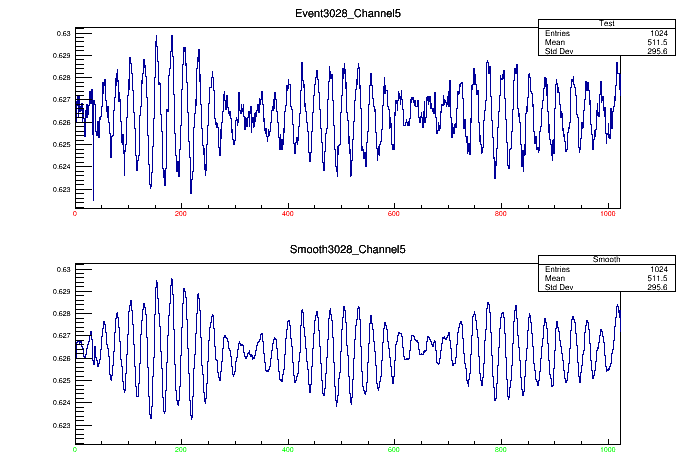 Event3028_Channel5
Test
Entries 1024
Mean 511.5
Std Dev 295.6
0.63
0.629
0.628
0.627
0.626
0.625
0.624
0.623
0 200 400 600 800 1000
Smooth3028_Channel5
Smooth
Entries 1024
Mean 511.5
Std Dev 295.6
0.63
0.629
0.628
0.627
0.626
0.625
0.624
0.623
0 200 400 600 800 1000